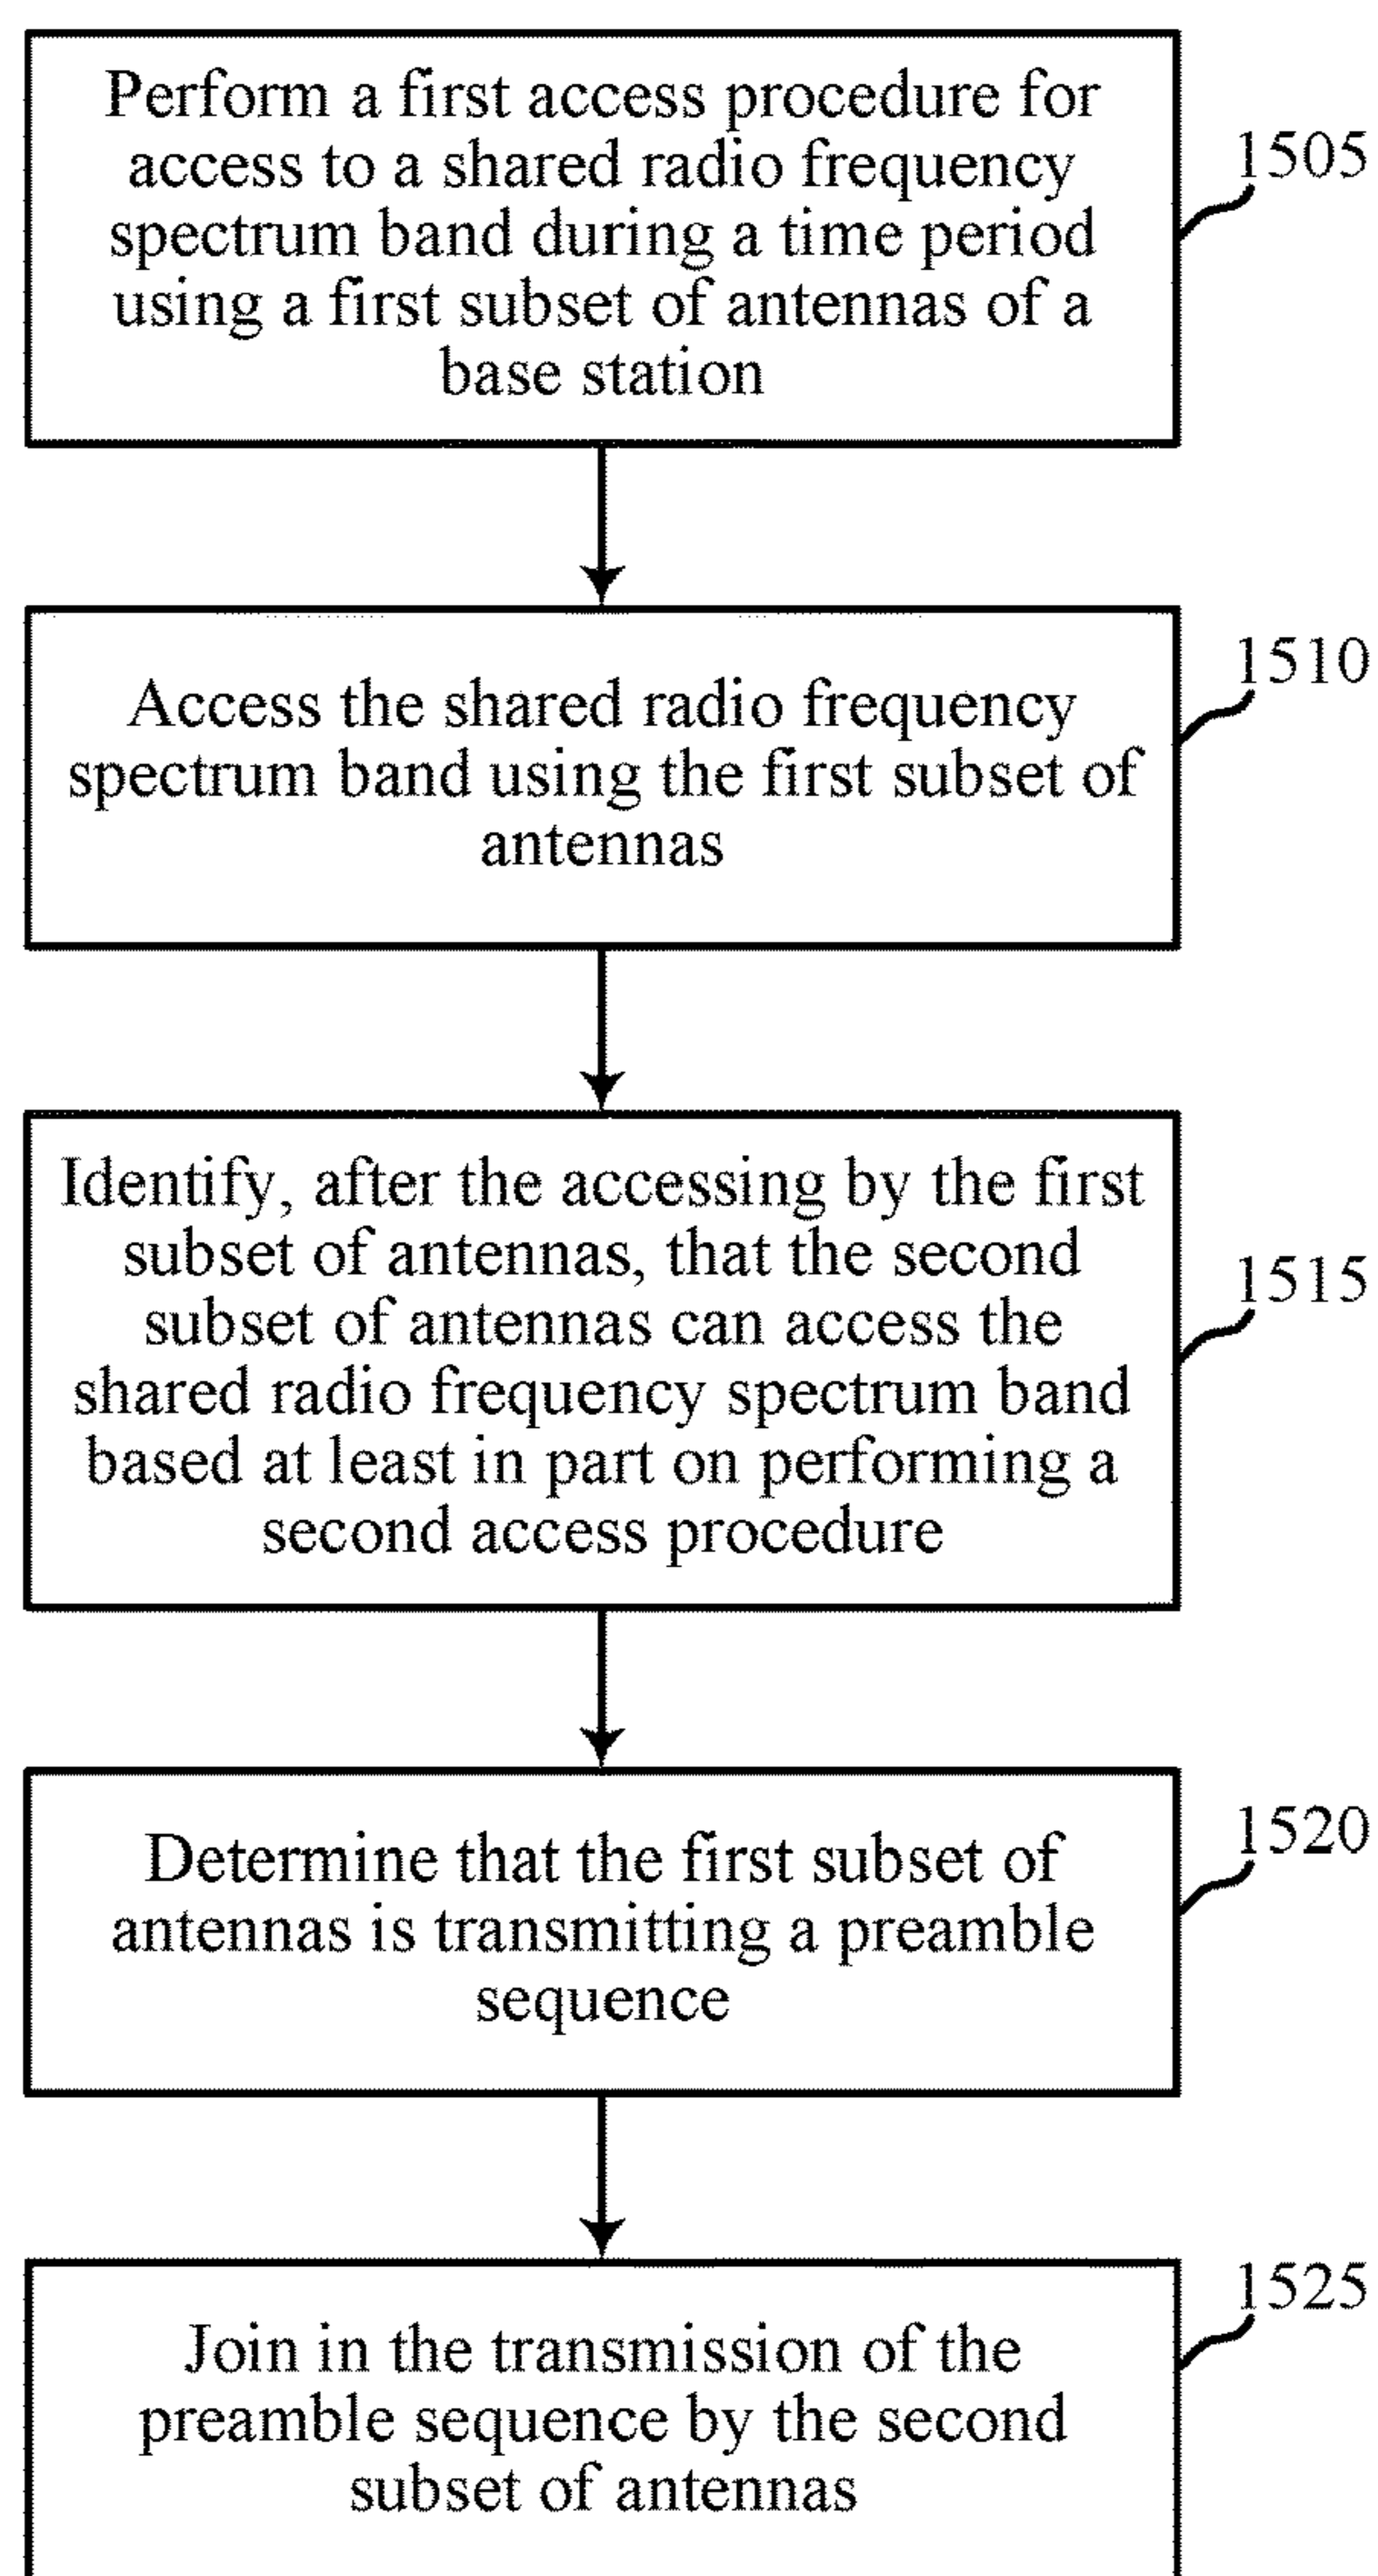 Perform a first access procedure for
access to a shared radio frequency
spectrum band during a time period
using a first subset of antennas of a
base station
1505
Access the shared radio frequency
spectrum band using the first subset of
antennas
1510
Identify, after the accessing by the first
subset of antennas, that the second
subset of antennas can access the
shared radio frequency spectrum band
based at least in part on performing a
second access procedure
1515
Determine that the first subset of
antennas is transmitting a preamble
sequence
1520
Join in the transmission of the
preamble sequence by the second
subset of antennas
1525